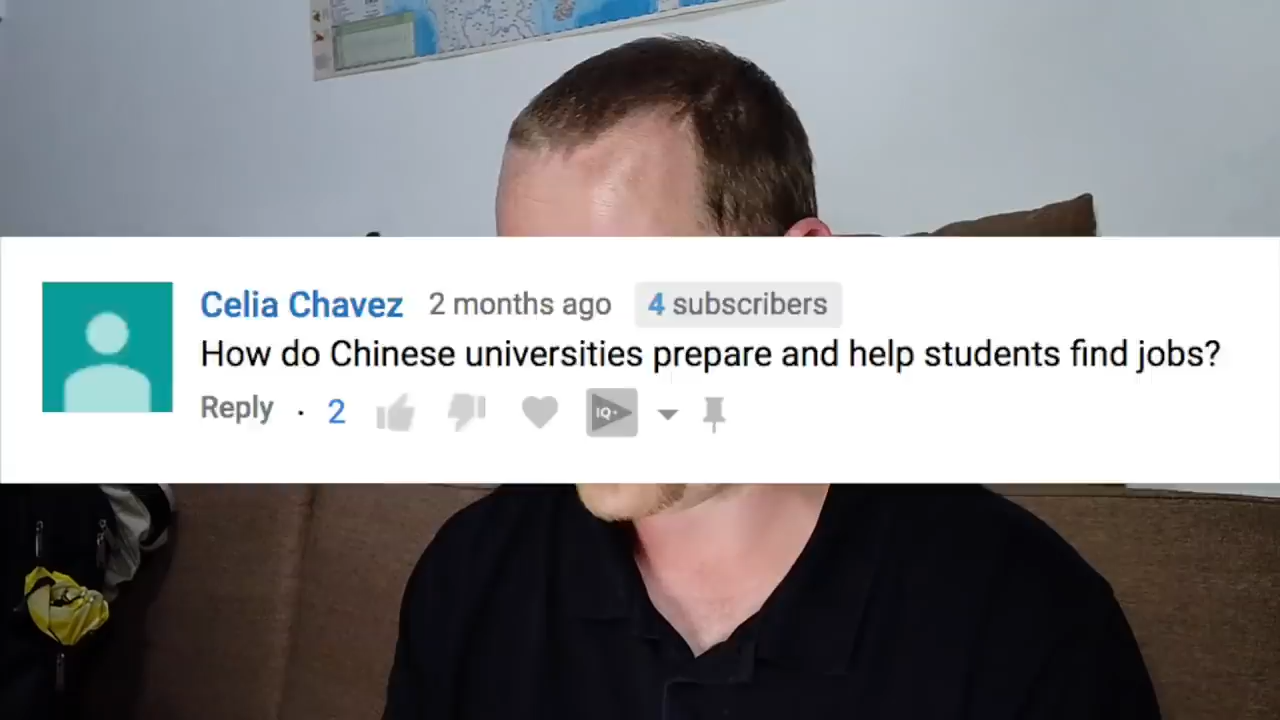 Celia Chavez 2 months ago 4 subscribers
How do Chinese universities prepare and help students find jobs?
Reply · 2 IQ+